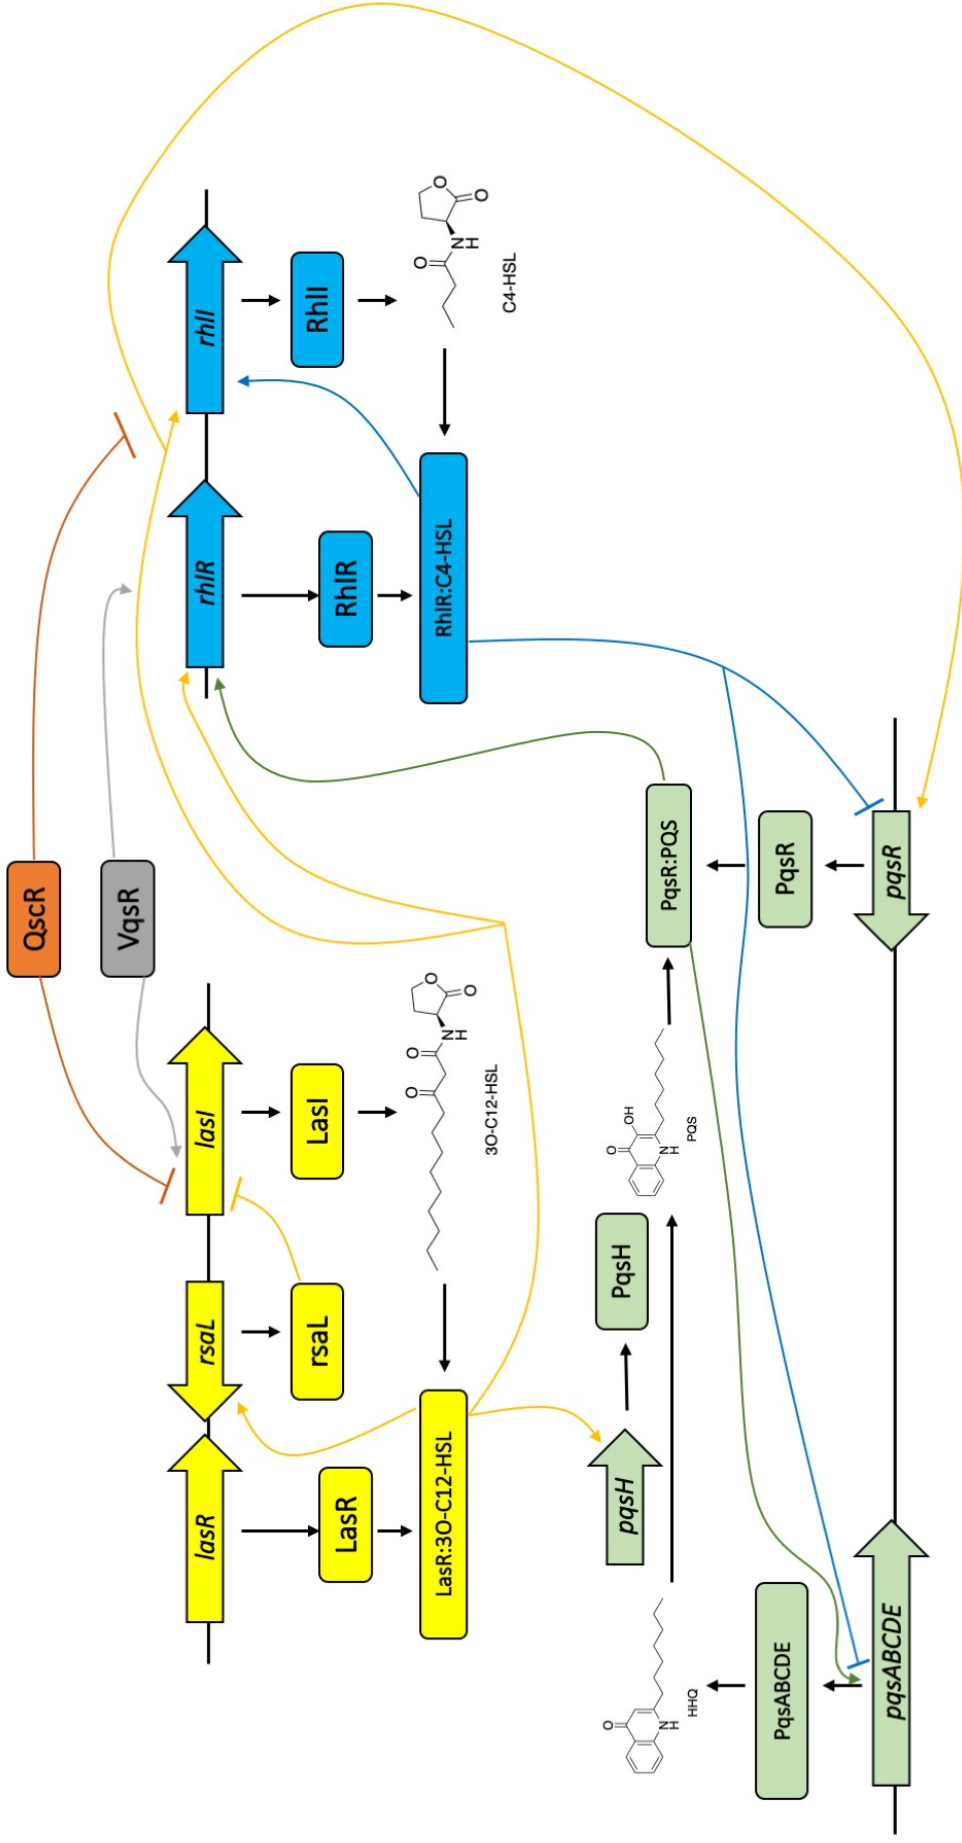 QscR
VqsR
lasR
rsaL
lasI
rhlR
rhlI
LasR
rsaL
LasI
RhlR
RhlI
O
O
N
H
O
O
3O-C12-HSL
O
N
H
O
O
C4-HSL
LasR:3O-C12-HSL
RhlR:C4-HSL
pqsH
PqsH
O
N
H
HHQ
O
OH
N
H
PQS
PqsR:PQS
PqsABCDE
PqsR
pqsABCDE
pqsR